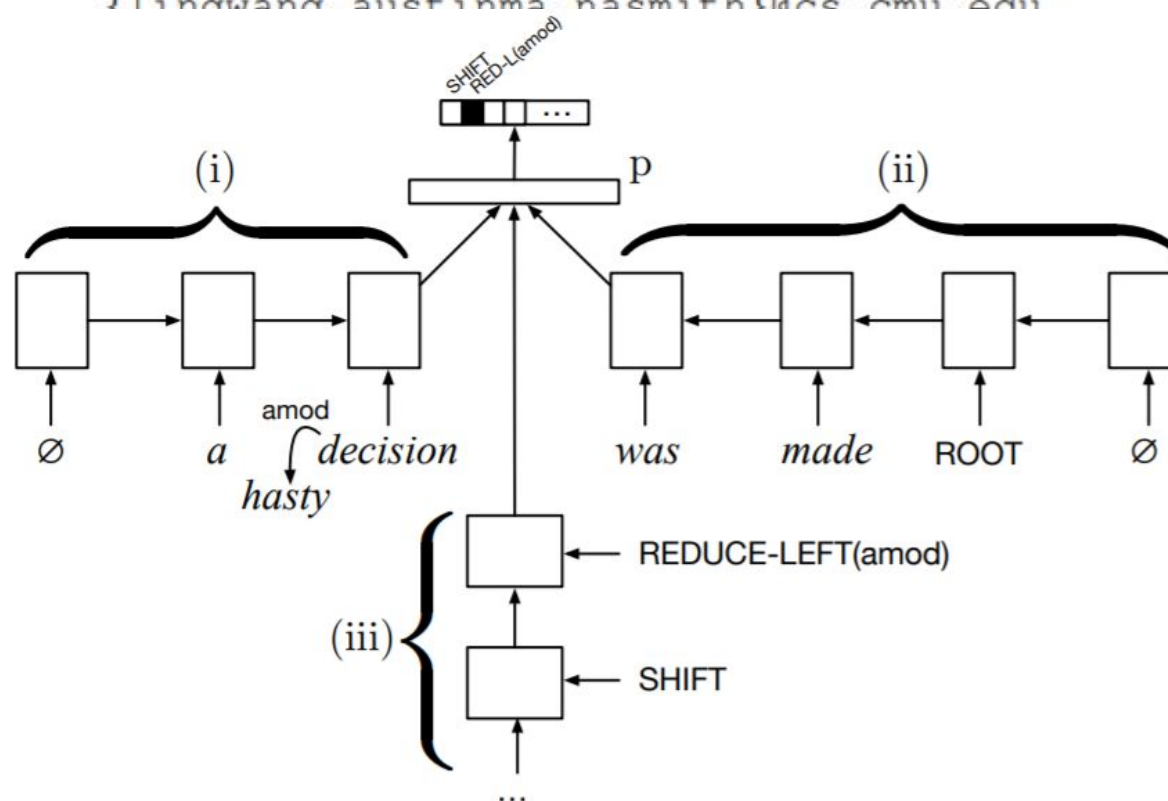 SHIFT
RED-L(amod)
...
p
(i)
(ii)
amod
∅ a decision was made ROOT ∅
hasty
REDUCE-LEFT(amod)
(iii)
SHIFT
...